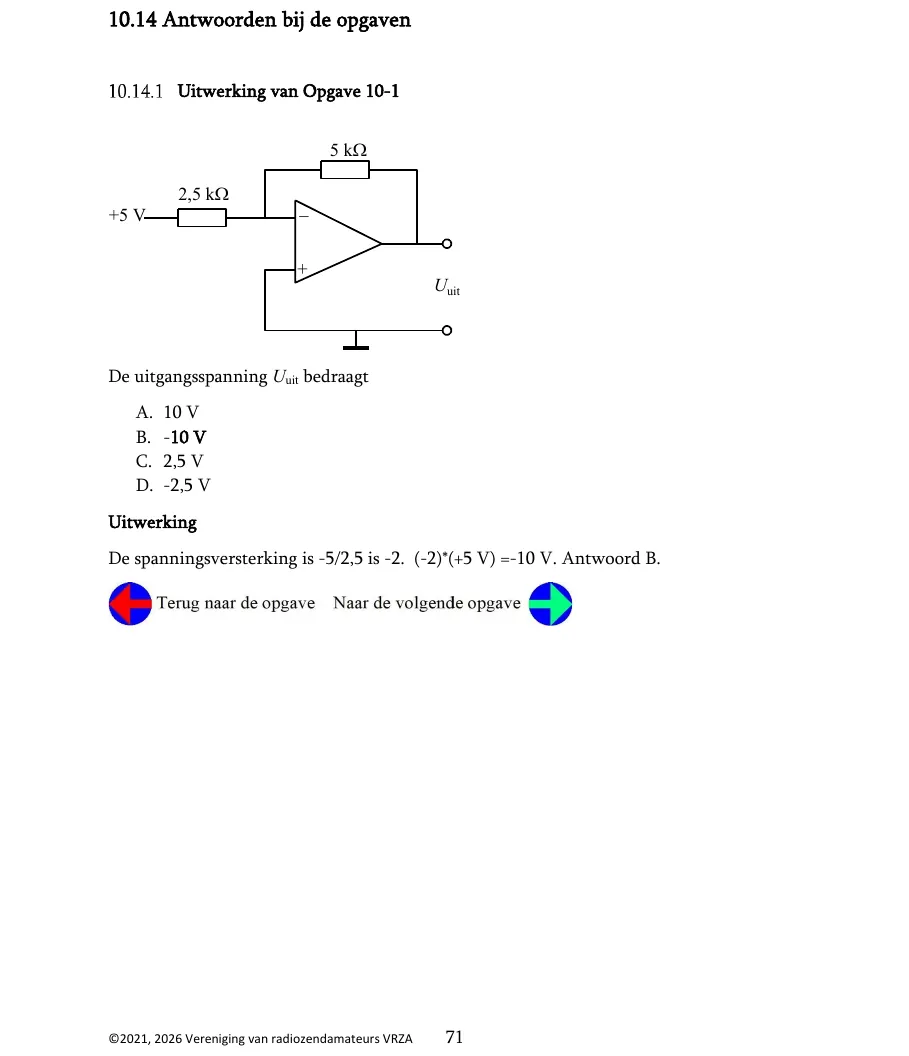 10.14 Antwoorden bij de opgaven
10.14.1 Uitwerking van Opgave 10-1
5 kΩ
2,5 kΩ
+5 V
−
+
Uuit
De uitgangsspanning Uuit bedraagt
A. 10 V
B. -10 V
C. 2,5 V
D. -2,5 V
Uitwerking
De spanningsversterking is -5/2,5 is -2. (-2)*(+5 V) =-10 V. Antwoord B.
Terug naar de opgave Naar de volgende opgave
©2021, 2026 Vereniging van radiozendamateurs VRZA 71